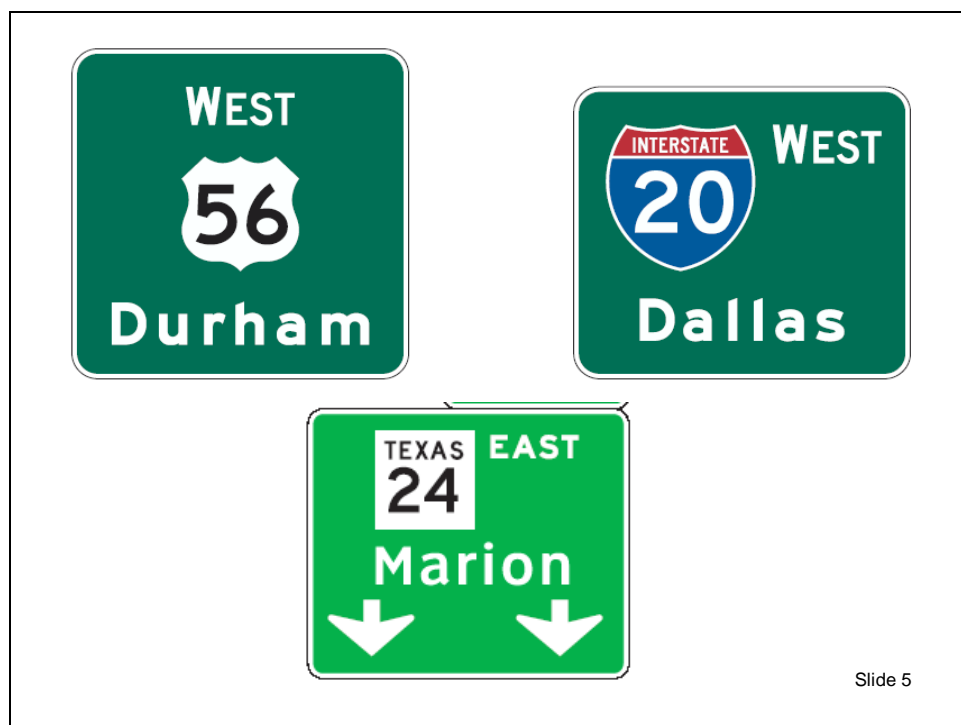 WEST
56
Durham
INTERSTATE
20
WEST
Dallas
TEXAS
24
EAST
Marion
Slide 5